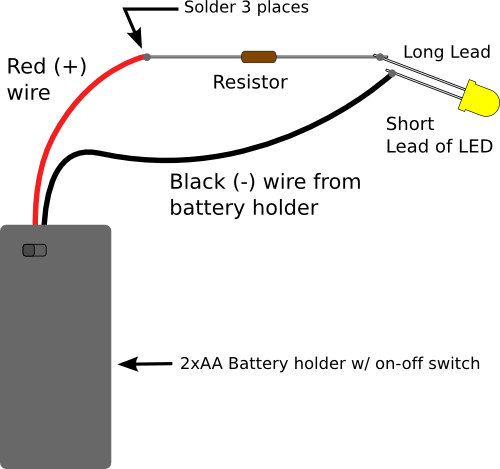 Solder 3 places
Long Lead
Red (+)
wire
Resistor
Short
Lead of LED
Black (-) wire from
battery holder
2xAA Battery holder w/ on-off switch